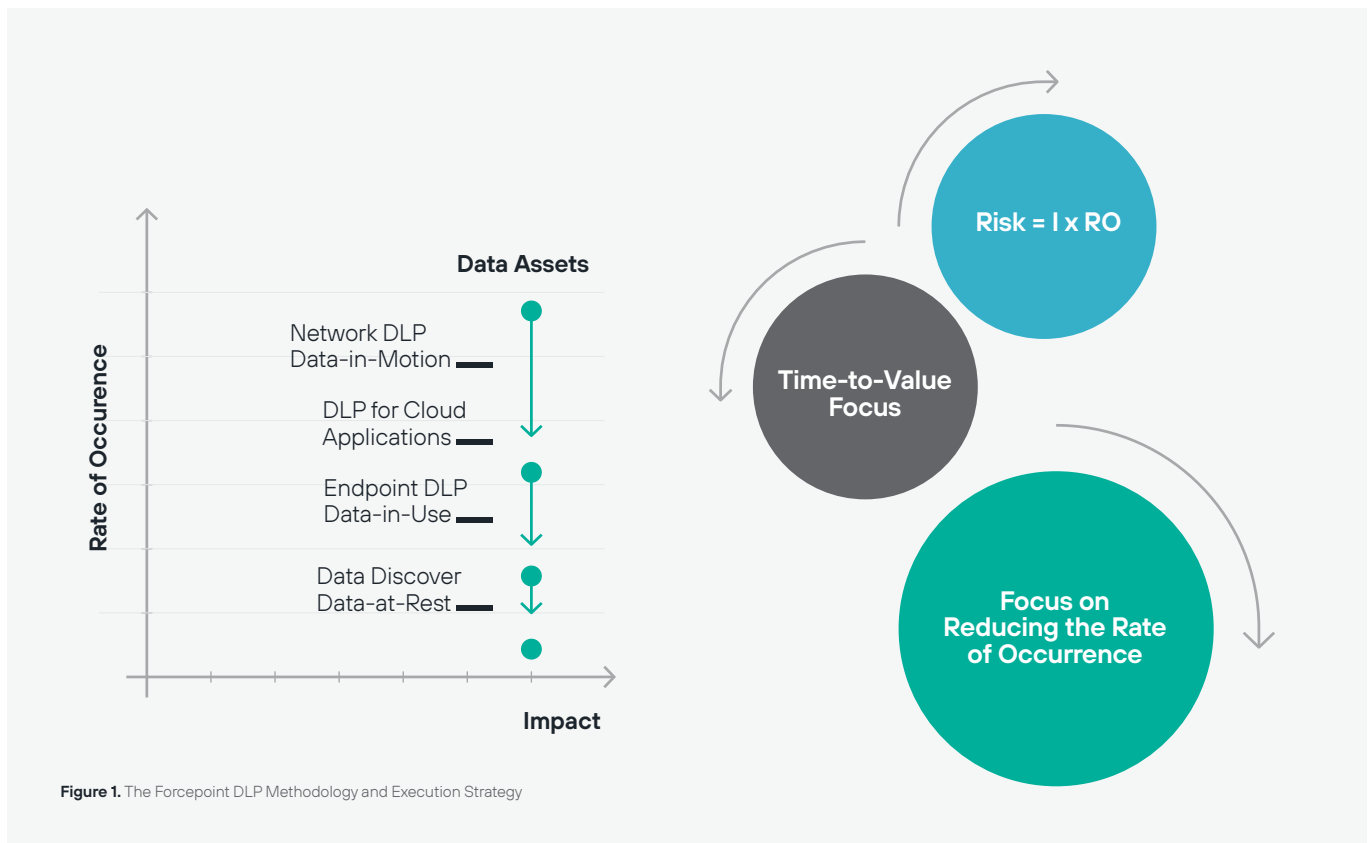 Data Assets
Network DLP
Data-in-Motion
DLP for Cloud
Applications
Endpoint DLP
Data-in-Use
Data Discover
Data-at-Rest
Rate of Occurence
Impact
Risk = I x RO
Time-to-Value
Focus
Focus on
Reducing the Rate
of Occurrence
Figure 1. The Forcepoint DLP Methodology and Execution Strategy